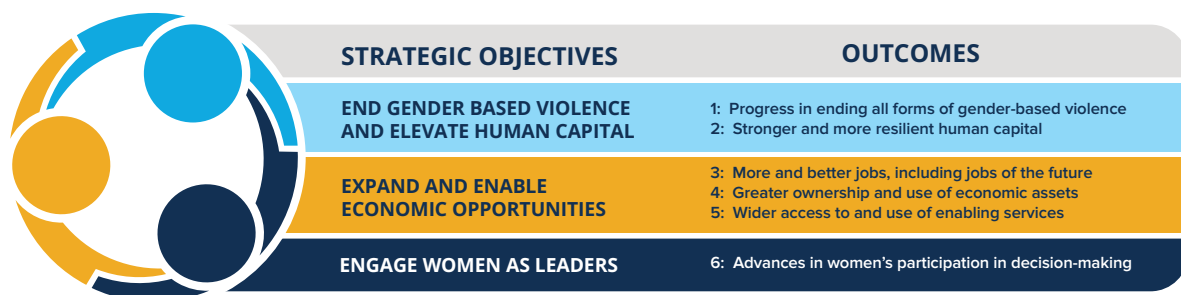 STRATEGIC OBJECTIVES
OUTCOMES
END GENDER BASED VIOLENCE
AND ELEVATE HUMAN CAPITAL
1: Progress in ending all forms of gender-based violence
2: Stronger and more resilient human capital
EXPAND AND ENABLE
ECONOMIC OPPORTUNITIES
3: More and better jobs, including jobs of the future
4: Greater ownership and use of economic assets
5: Wider access to and use of enabling services
ENGAGE WOMEN AS LEADERS
6: Advances in women’s participation in decision-making